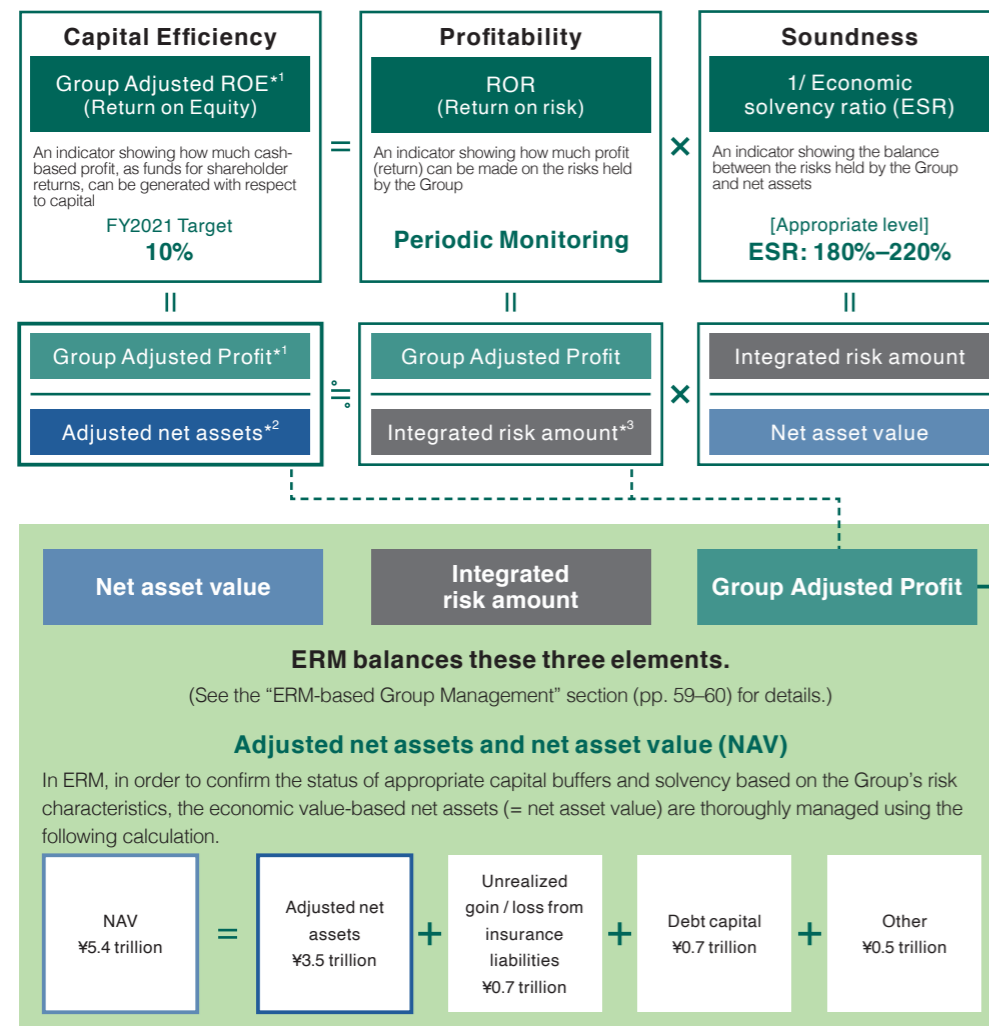 Capital Efficiency
Group Adjusted ROE*1
(Return on Equity)
An indicator showing how much cash-
based profit, as funds for shareholder
returns, can be generated with respect
to capital
FY2021 Target
10%
=
Profitability
ROR
(Return on risk)
An indicator showing how much profit
(return) can be made on the risks held
by the Group
Periodic Monitoring
×
Soundness
1/ Economic
solvency ratio (ESR)
An indicator showing the balance
between the risks held by the Group
and net assets
[Appropriate level]
ESR: 180%–220%
=
=
=
Group Adjusted Profit*1
Adjusted net assets*2
≒
Group Adjusted Profit
Integrated risk amount*3
×
Integrated risk amount
Net asset value
Net asset value
Integrated
risk amount
Group Adjusted Profit
ERM balances these three elements.
(See the “ERM-based Group Management” section (pp. 59–60) for details.)
Adjusted net assets and net asset value (NAV)
In ERM, in order to confirm the status of appropriate capital buffers and solvency based on the Group’s risk
characteristics, the economic value-based net assets (= net asset value) are thoroughly managed using the
following calculation.
NAV
¥5.4 trillion
=
Adjusted net
assets
¥3.5 trillion
+
Unrealized
goin / loss from
insurance
liabilities
¥0.7 trillion
+
Debt capital
¥0.7 trillion
+
Other
¥0.5 trillion